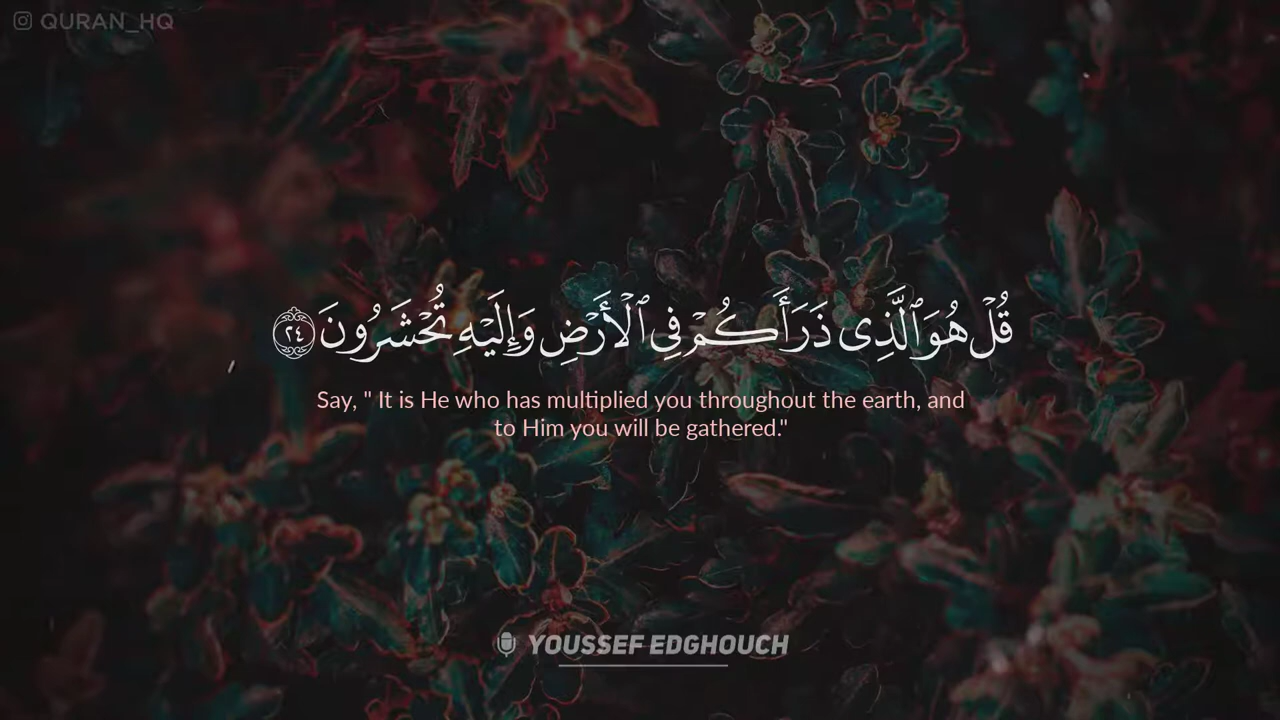 QURAN_HQ
قُلْ هُوَ ٱلَّذِى ذَرَأَكُمْ فِى ٱلْأَرْضِ وَإِلَيْهِ تُحْشَرُونَ ٢٤
Say, " It is He who has multiplied you throughout the earth, and
to Him you will be gathered."
YOUSSEF EDGHOUCH